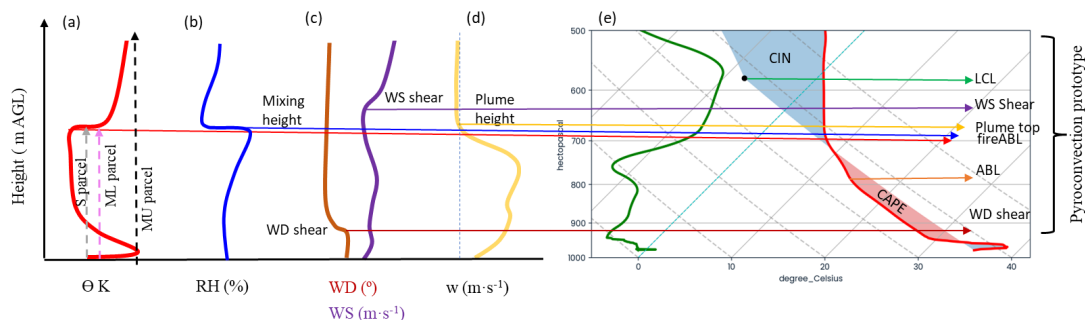 (a)
(b)
(c)
(d)
(e)
Height ( m AGL)
S parcel
ML parcel
MU parcel
Mixing
height
WS shear
Plume
height
WD shear
Θ K
RH (%)
WD (º)
WS (m·s-1)
w (m·s-1)
hectopascal
500
600
700
800
900
1000
0
10
20
30
40
degree_Celsius
CIN
CAPE
LCL
WS Shear
Plume top
fireABL
ABL
WD shear
Pyroconvection prototype